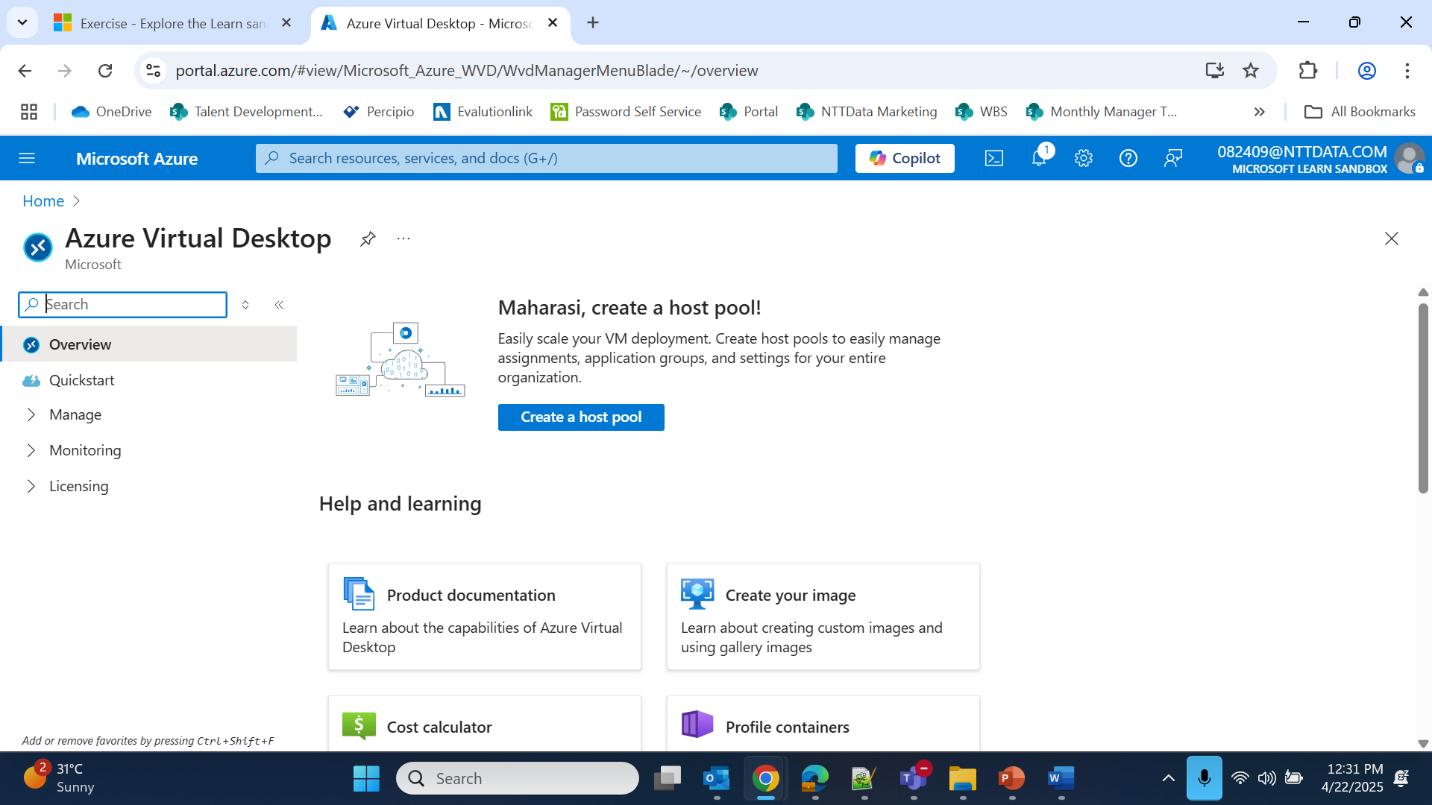 Exercise - Explore the Learn san
Azure Virtual Desktop - Micros
portal.azure.com/#view/Microsoft_Azure_WVD/WvdManagerMenuBlade/~/overview
OneDrive
Talent Development...
Percipio
Evalutionlink
Password Self Service
Portal
NTTData Marketing
WBS
Monthly Manager T...
All Bookmarks
Microsoft Azure
Search resources, services, and docs (G+/)
Copilot
1
082409@NTTDATA.COM
MICROSOFT LEARN SANDBOX
Home
Azure Virtual Desktop
Microsoft
Search
Overview
Quickstart
Manage
Monitoring
Licensing
Maharasi, create a host pool!
Easily scale your VM deployment. Create host pools to easily manage
assignments, application groups, and settings for your entire
organization.
Create a host pool
Help and learning
Product documentation
Learn about the capabilities of Azure Virtual
Desktop
Create your image
Learn about creating custom images and
using gallery images
Cost calculator
Profile containers
Add or remove favorites by pressing Ctrl+Shift+F
2
31°C
Sunny
Search
12:31 PM
4/22/2025